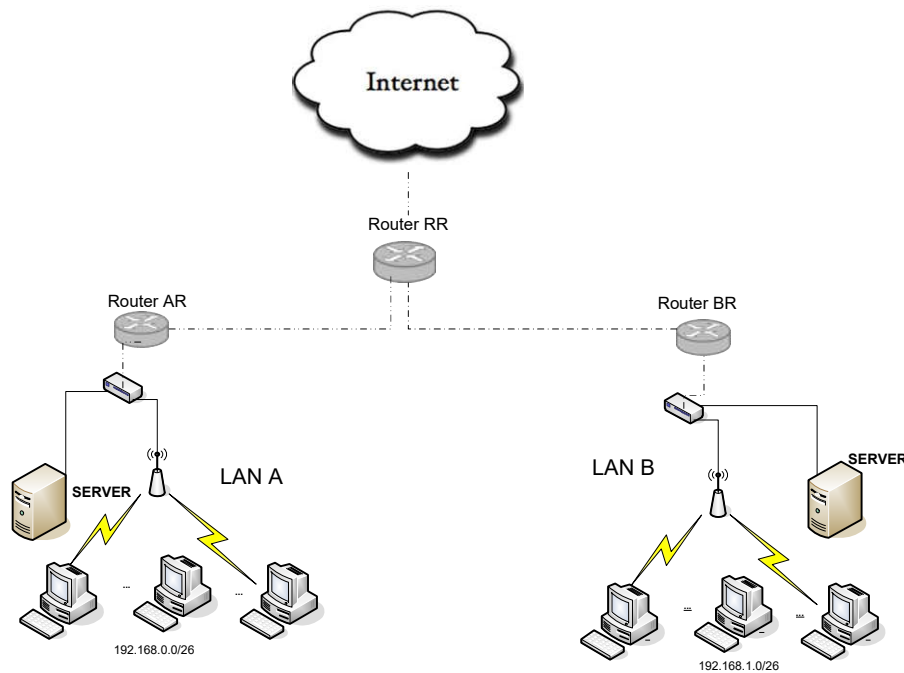 Internet
Router RR
Router AR
Router BR
LAN A
LAN B
SERVER
SERVER
...
...
...
...
192.168.0.0/26
192.168.1.0/26